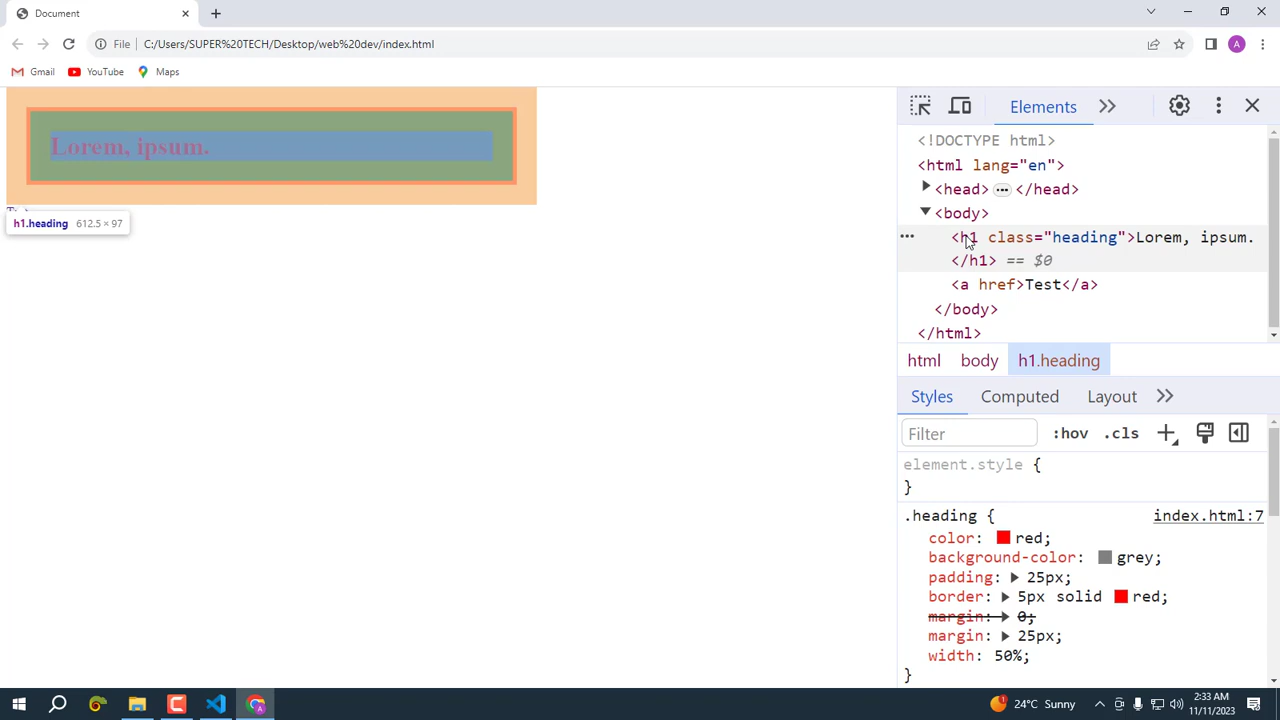 Document
File
C:/Users/SUPER%20TECH/Desktop/web%20dev/index.html
A
Gmail
YouTube
Maps
Lorem, ipsum.
h1.heading 612.5 × 97
Elements
<!DOCTYPE html>
<html lang="en">
<head> ••• </head>
<body>
<h1 class="heading">Lorem, ipsum.
</h1> == $0
<a href>Test</a>
</body>
</html>
html body h1.heading
Styles Computed Layout
Filter :hov .cls
element.style {
}
.heading { index.html:7
color: red;
background-color: grey;
padding: 25px;
border: 5px solid red;
margin: 0;
margin: 25px;
width: 50%;
}
24°C Sunny
2:33 AM
11/11/2023